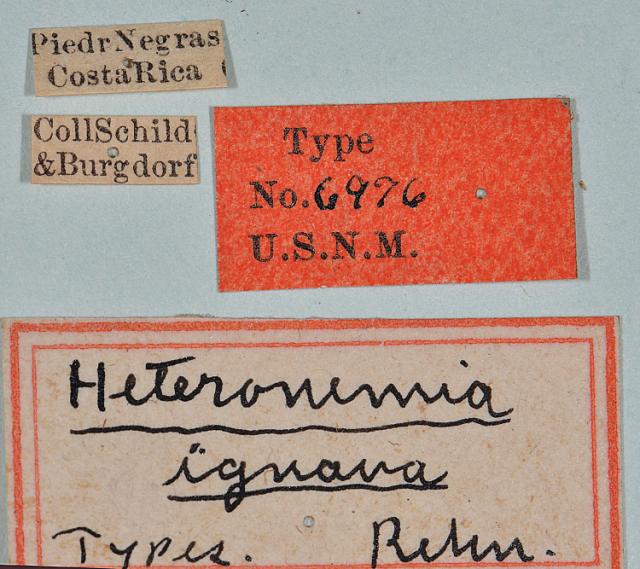 PiedrNegras
CostaRica
CollSchild
&Burgdorf
Type
No.6976
U.S.N.M.
Heteronemia
ignava
Types. Rehn.